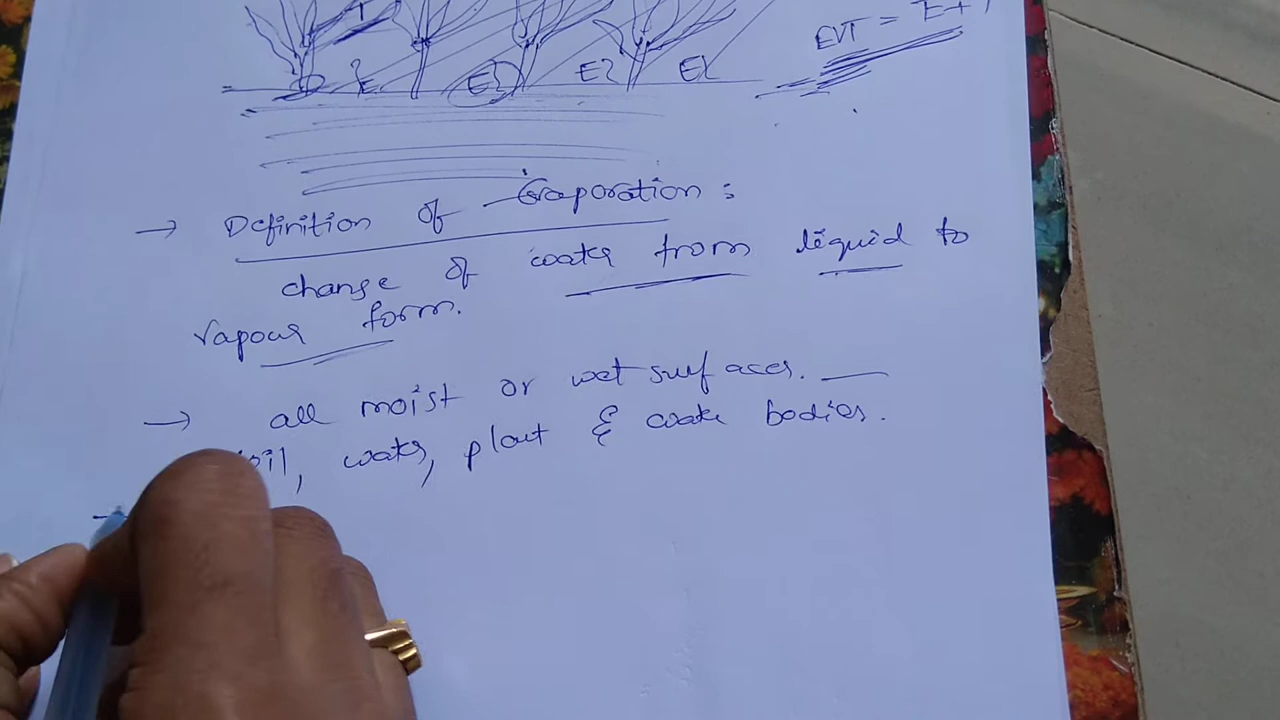 EVT = E+T
E E3 E2 E1
→ Definition of Evaporation :
change of water from liquid to
vapour form.
→ all moist or wet surfaces. —
soil, water, plant & water bodies.